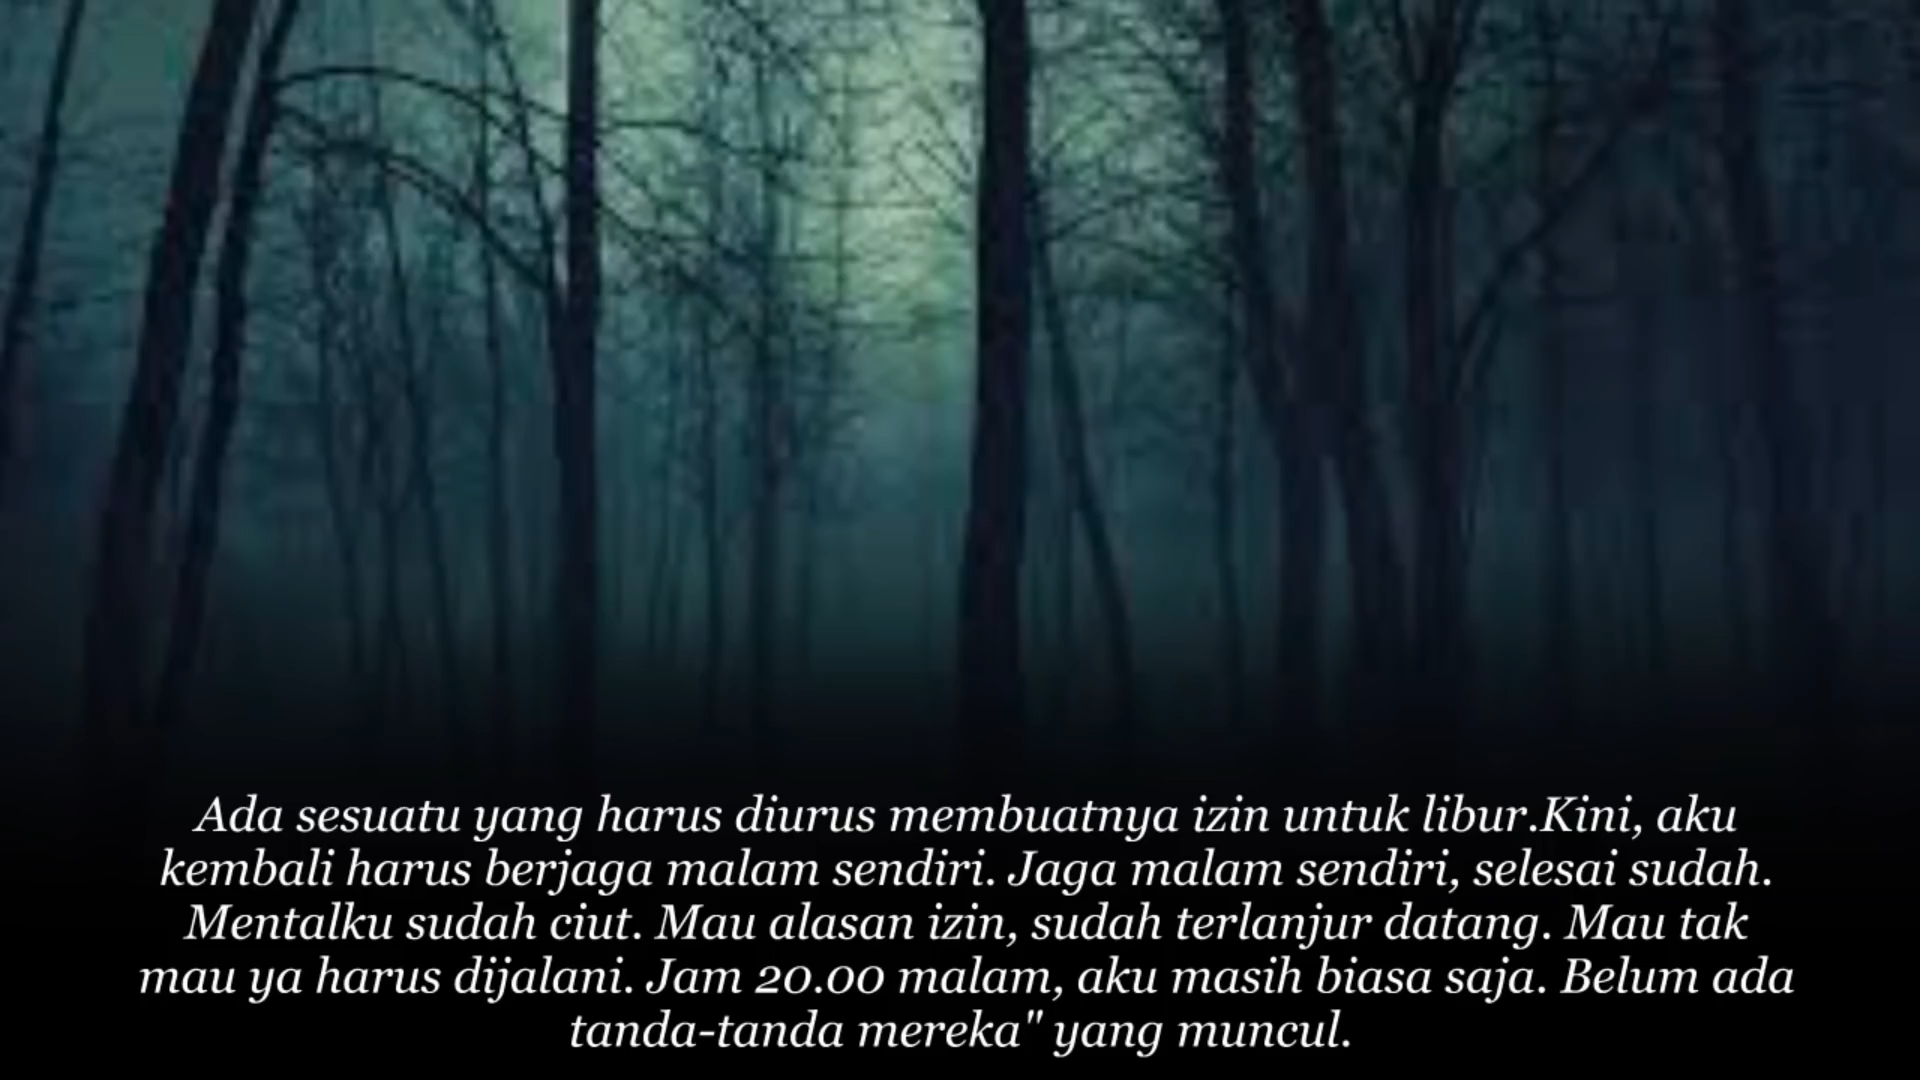 Ada sesuatu yang harus diurus membuatnya izin untuk libur.Kini, aku
kembali harus berjaga malam sendiri. Jaga malam sendiri, selesai sudah.
Mentalku sudah ciut. Mau alasan izin, sudah terlanjur datang. Mau tak
mau ya harus dijalani. Jam 20.00 malam, aku masih biasa saja. Belum ada
tanda-tanda mereka" yang muncul.